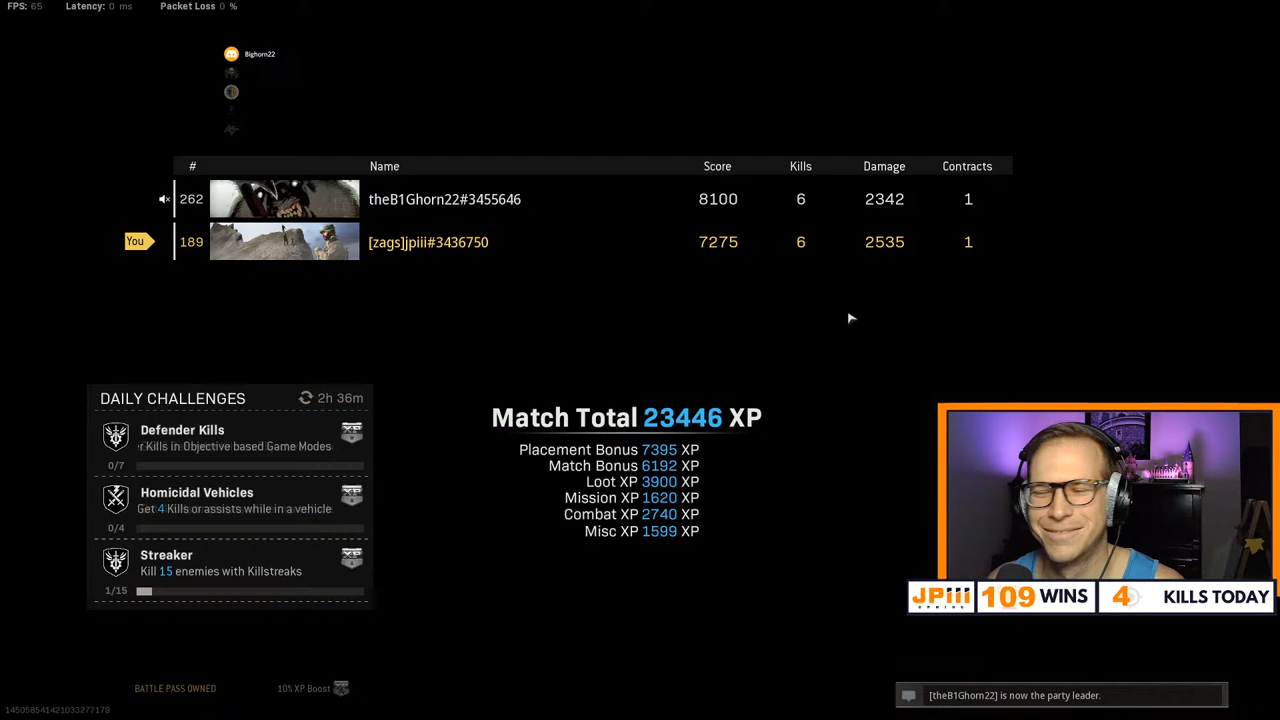 FPS: 65 Latency: 0 ms Packet Loss 0 %
Bighorn22
# Name Score Kills Damage Contracts
262 theB1Ghorn22#3455646 8100 6 2342 1
You 189 [zags]jpiii#3436750 7275 6 2535 1
DAILY CHALLENGES 2h 36m
Defender Kills
r Kills in Objective based Game Modes
0/7
Homicidal Vehicles
Get 4 Kills or assists while in a vehicle
0/4
Streaker
Kill 15 enemies with Killstreaks
1/15
Match Total 23446 XP
Placement Bonus 7395 XP
Match Bonus 6192 XP
Loot XP 3900 XP
Mission XP 1620 XP
Combat XP 2740 XP
Misc XP 1599 XP
JPiii GAMING 109 WINS 4 KILLS TODAY
BATTLE PASS OWNED 10% XP Boost
[theB1Ghorn22] is now the party leader.
14505854142103327​7179